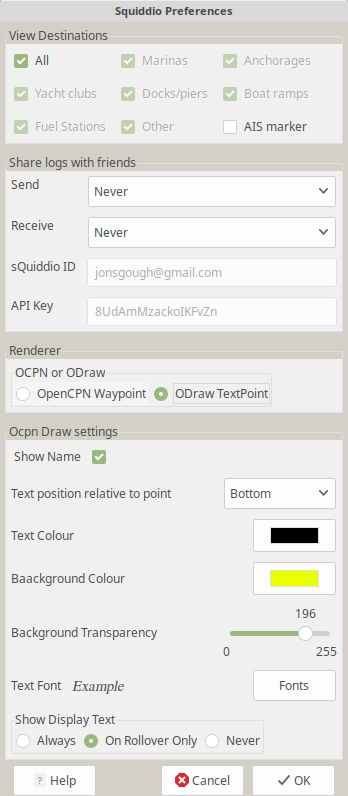 Squiddio Preferences
View Destinations
All Marinas Anchorages
Yacht clubs Docks/piers Boat ramps
Fuel Stations Other AIS marker
Share logs with friends
Send Never
Receive Never
sQuiddio ID jonsgough@gmail.com
API Key 8UdAmMzackoIKFvZn
Renderer
OCPN or ODraw
OpenCPN Waypoint ODraw TextPoint
Ocpn Draw settings
Show Name
Text position relative to point Bottom
Text Colour
Baackground Colour
196
Background Transparency
0 255
Text Font Example Fonts
Show Display Text
Always On Rollover Only Never
? Help Cancel OK